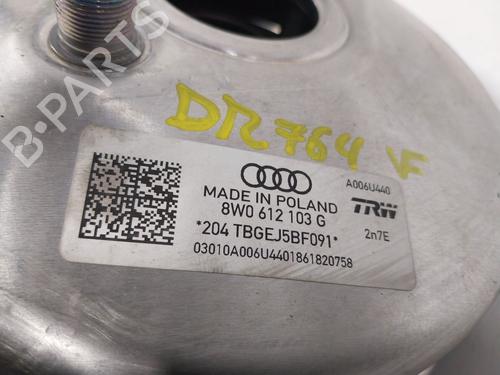 DR764 VF
A006U440
MADE IN POLAND
8W0 612 103 G
TRW
*204 TBGEJ5BF091*
2n7E
03010A006U4401861820758
B-PARTS